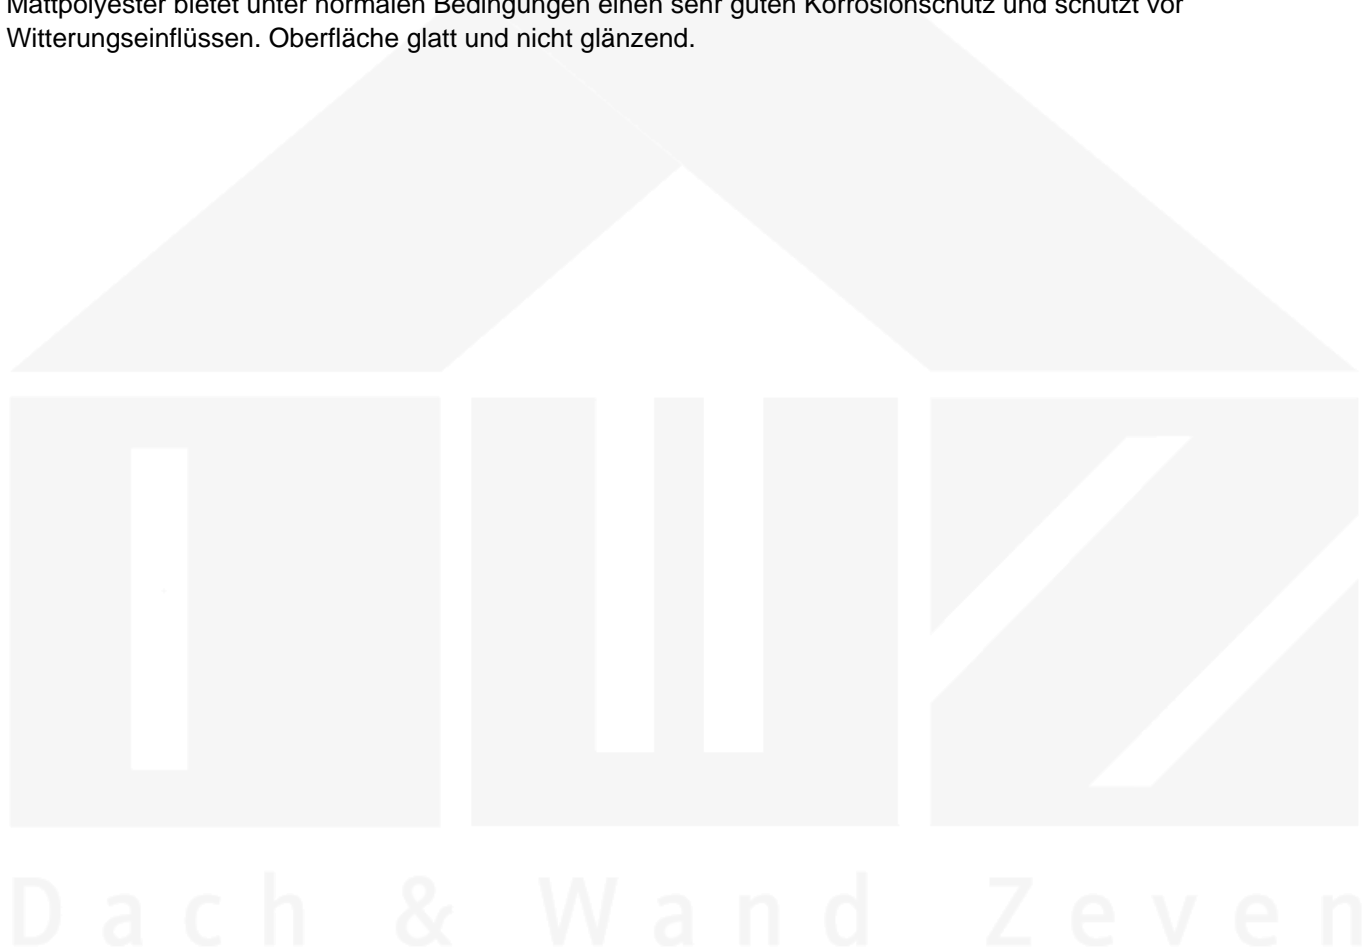 Mattpolyester bietet unter normalen Bedingungen einen sehr guten Korrosionschutz und schützt vor
Witterungseinflüssen. Oberfläche glatt und nicht glänzend.
Dach & Wand Zeven